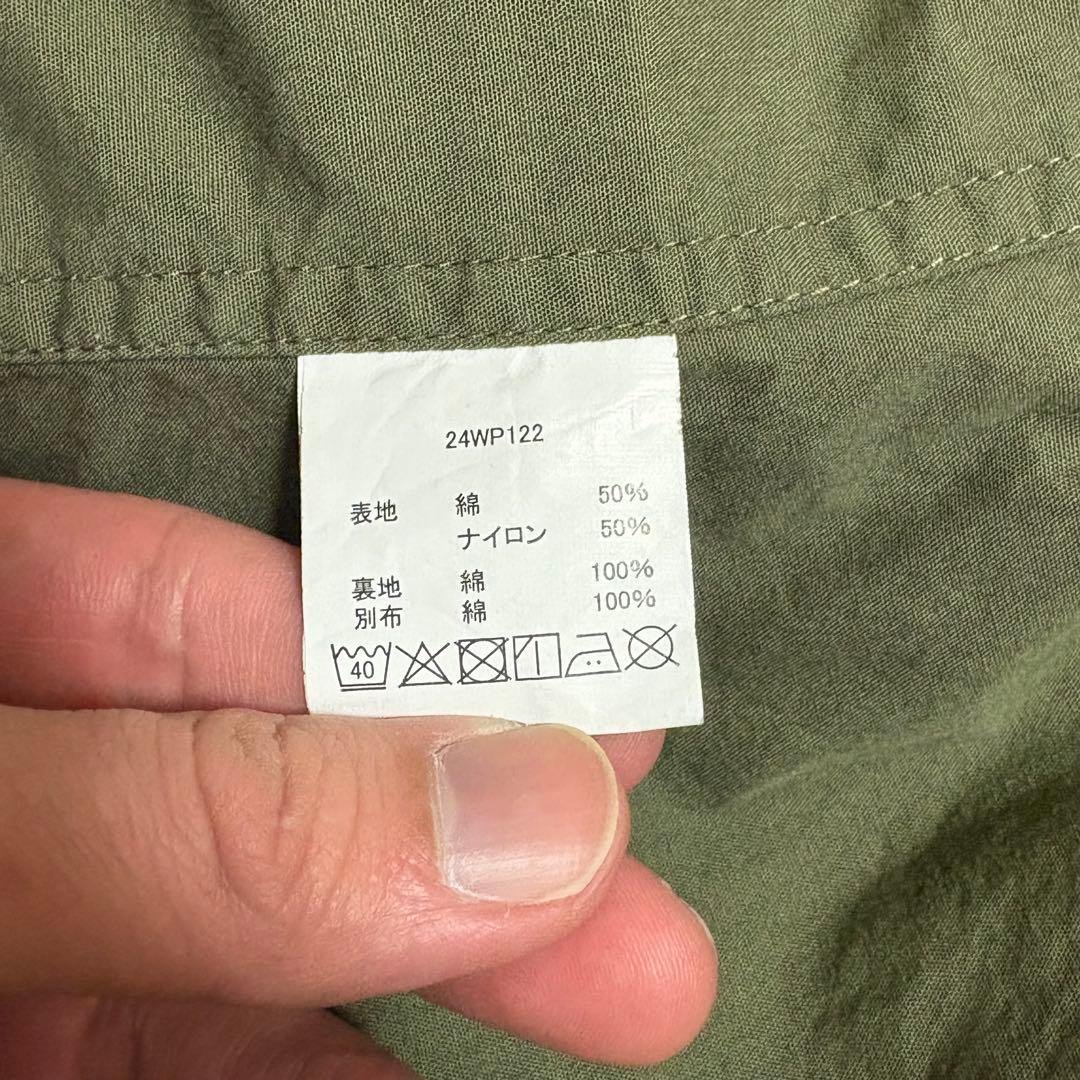 24WP122
表地 綿 50%
ナイロン 50%
裏地 綿 100%
別布 綿 100%
40